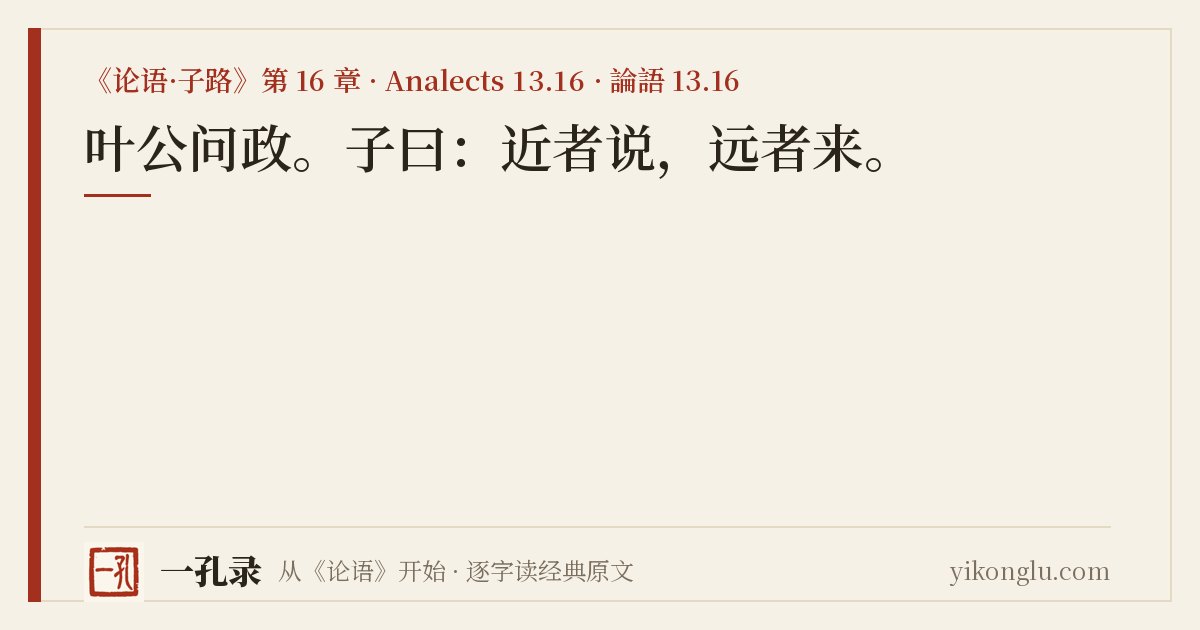 《论语·子路》第 16 章 · Analects 13.16 · 論語 13.16
叶公问政。子曰：近者说，远者来。
一孔
一孔录 从《论语》开始 · 逐字读经典原文 yikonglu.com